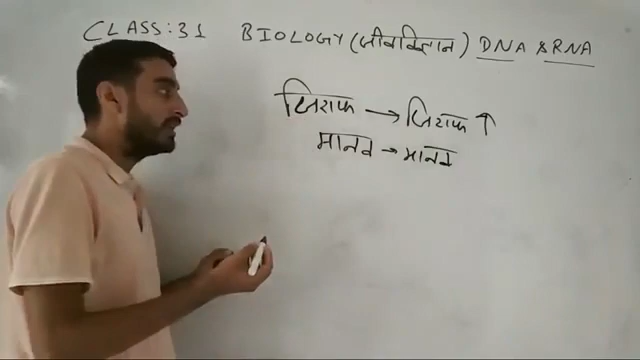 CLASS:31 BIOLOGY (जीवविज्ञान) DNA & RNA
जिराफ → जिराफ ↑
मानव → मानव